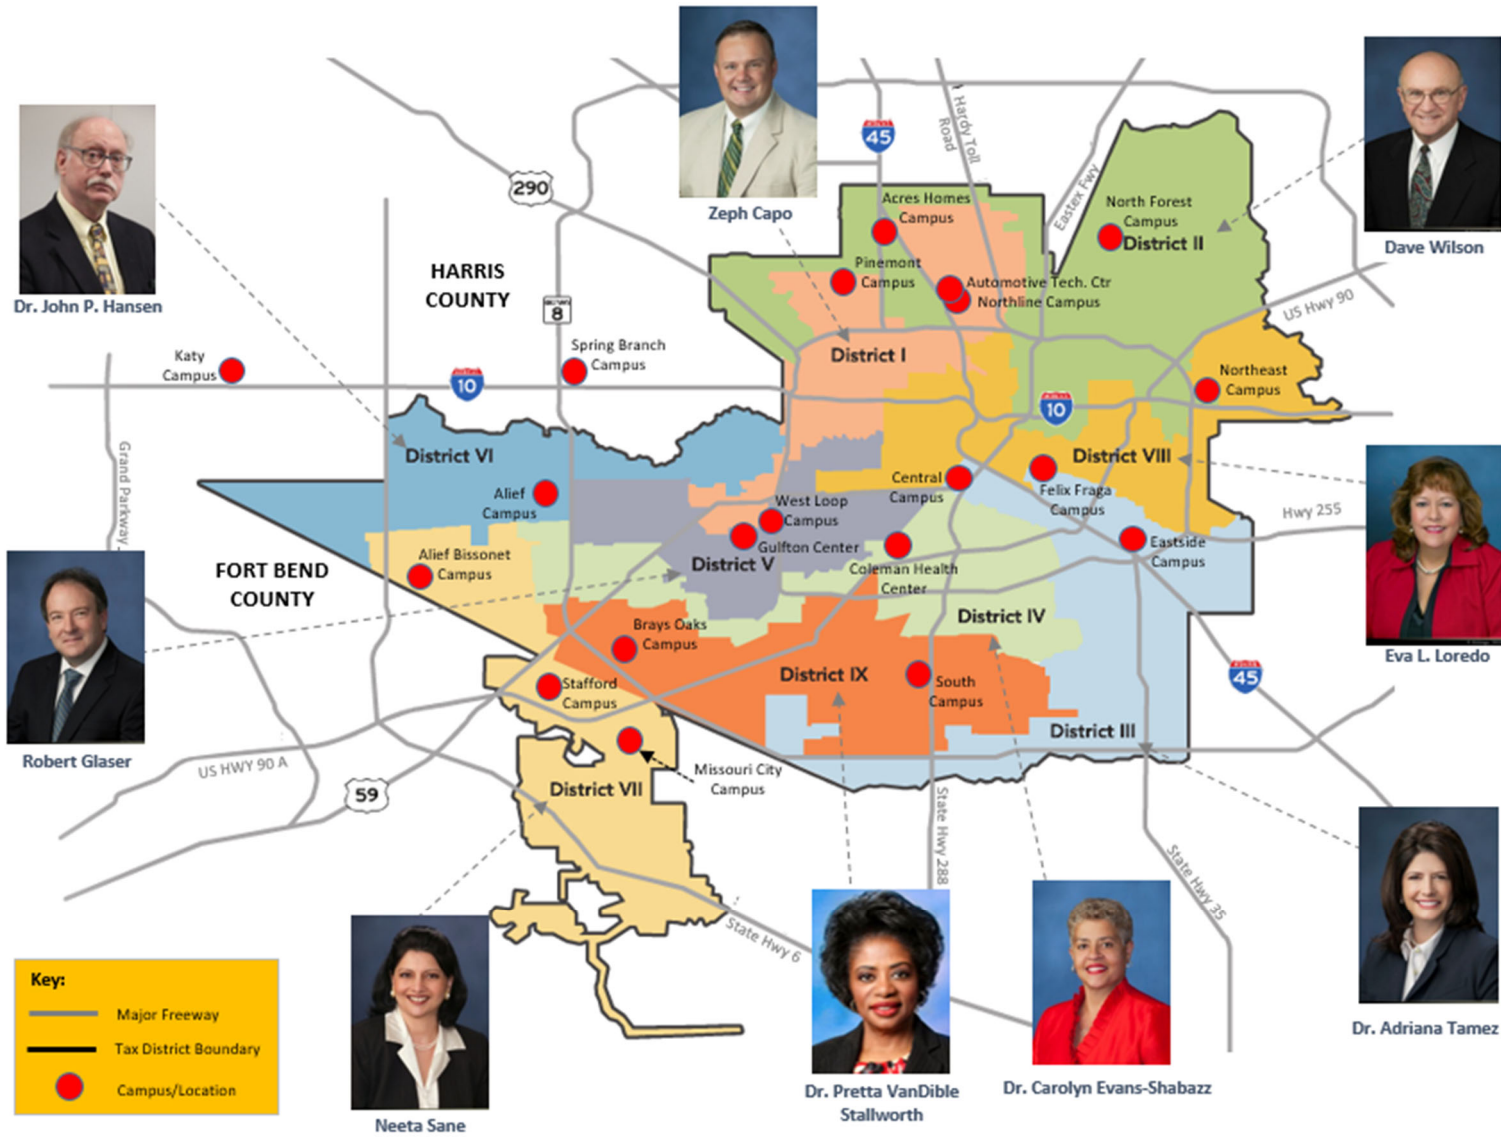 Zeph Capo
Dave Wilson
Dr. John P. Hansen
290
45
Hardy Toll
Road
Eastex Fwy
Acres Homes
Campus
North Forest
Campus
District II
HARRIS
COUNTY
Pinemont
Campus
Automotive Tech. Ctr
Northline Campus
US Hwy 90
8
Katy
Campus
Spring Branch
Campus
District I
10
10
Northeast
Campus
Grand Parkway
District VI
District VIII
Alief
Campus
Central
Campus
Felix Fraga
Campus
West Loop
Campus
Hwy 255
Gulfton Center
Eastside
Campus
Alief Bissonet
Campus
District V
Coleman Health
Center
FORT BEND
COUNTY
District IV
Brays Oaks
Campus
Eva L. Loredo
District IX
45
Stafford
Campus
South
Campus
District III
Robert Glaser
US HWY 90 A
59
Missouri City
Campus
District VII
State Hwy 288
State Hwy 35
State Hwy 6
Key:
Major Freeway
Tax District Boundary
Campus/Location
Dr. Adriana Tamez
Dr. Pretta VanDible
Stallworth
Dr. Carolyn Evans-Shabazz
Neeta Sane